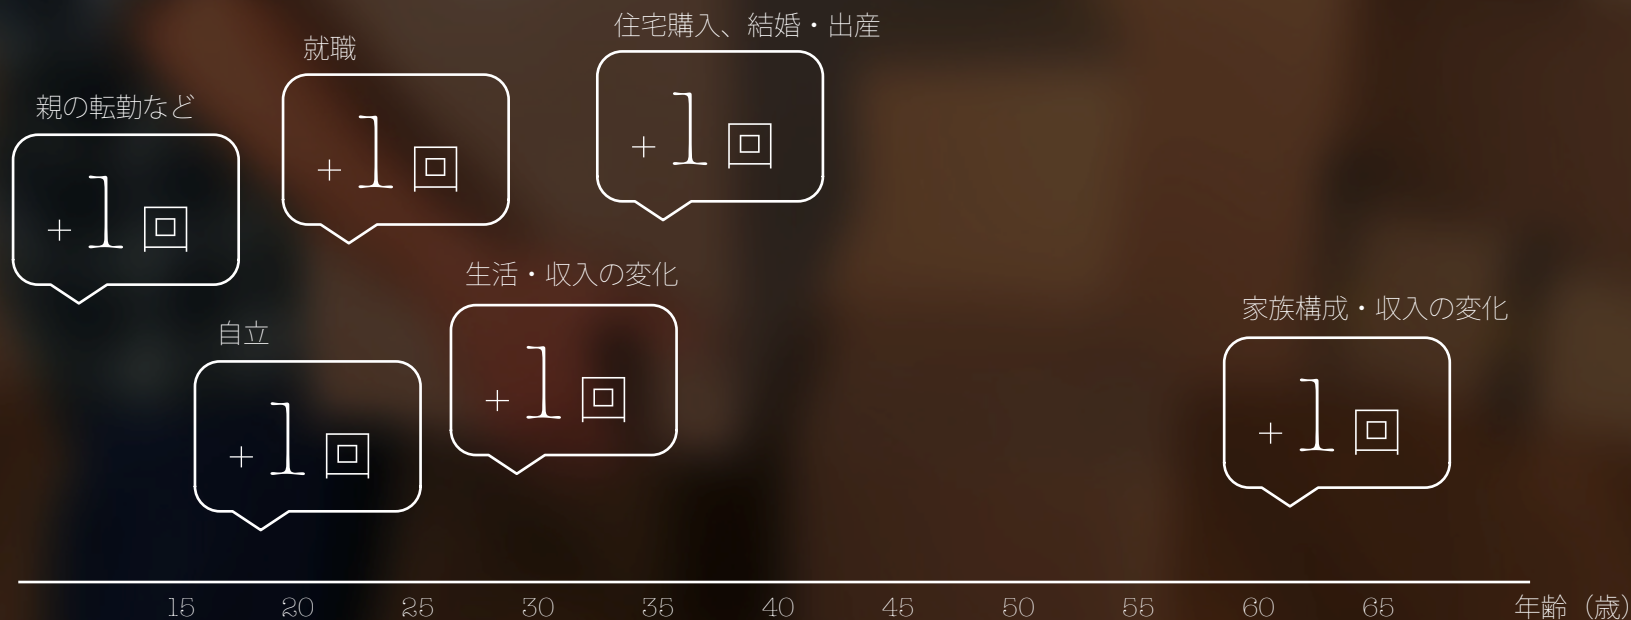 住宅購入、結婚・出産
+1回
就職
+1回
親の転勤など
+1回
生活・収入の変化
+1回
家族構成・収入の変化
+1回
自立
+1回
15 20 25 30 35 40 45 50 55 60 65 年齢（歳）